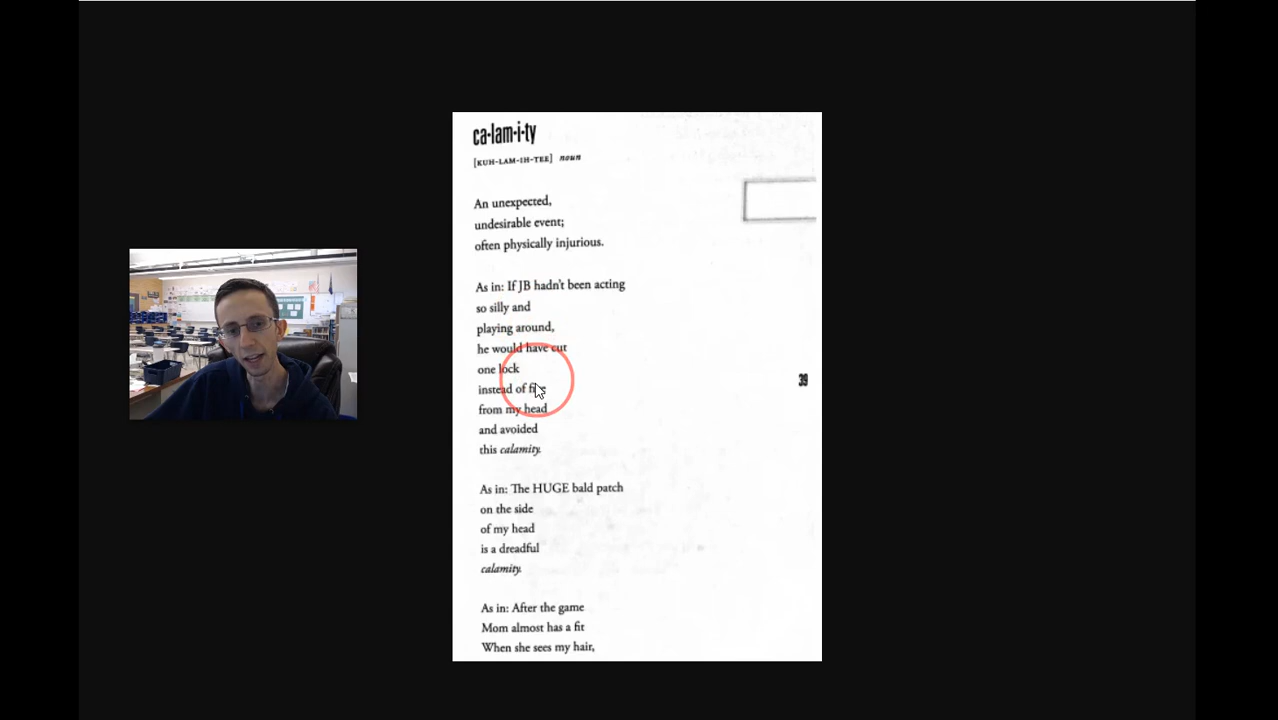 ca·lam·i·ty
[KUH-LAM-IH-TEE] noun
An unexpected,
undesirable event;
often physically injurious.
As in: If JB hadn't been acting
so silly and
playing around,
he would have cut
one lock
instead of
from my head
and avoided
this calamity.
As in: The HUGE bald patch
on the side
of my head
is a dreadful
calamity.
As in: After the game
Mom almost has a fit
When she sees my hair,
39